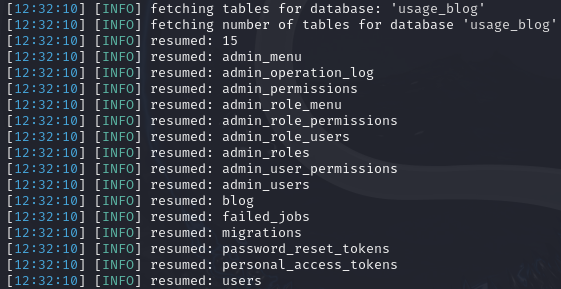 [12:32:10] [INFO] fetching tables for database: 'usage_blog'
[12:32:10] [INFO] fetching number of tables for database 'usage_blog'
[12:32:10] [INFO] resumed: 15
[12:32:10] [INFO] resumed: admin_menu
[12:32:10] [INFO] resumed: admin_operation_log
[12:32:10] [INFO] resumed: admin_permissions
[12:32:10] [INFO] resumed: admin_role_menu
[12:32:10] [INFO] resumed: admin_role_permissions
[12:32:10] [INFO] resumed: admin_role_users
[12:32:10] [INFO] resumed: admin_roles
[12:32:10] [INFO] resumed: admin_user_permissions
[12:32:10] [INFO] resumed: admin_users
[12:32:10] [INFO] resumed: blog
[12:32:10] [INFO] resumed: failed_jobs
[12:32:10] [INFO] resumed: migrations
[12:32:10] [INFO] resumed: password_reset_tokens
[12:32:10] [INFO] resumed: personal_access_tokens
[12:32:10] [INFO] resumed: users